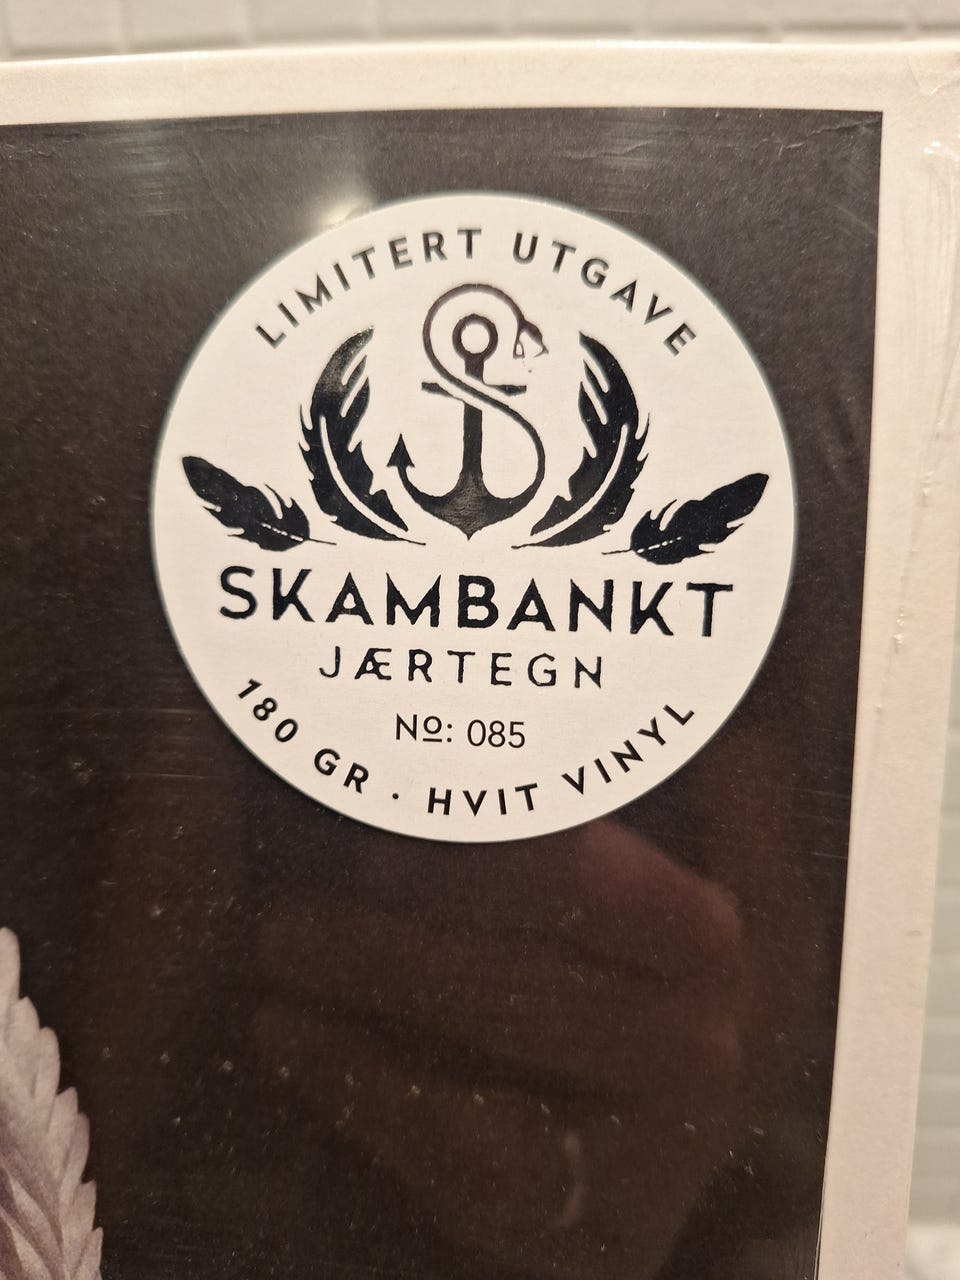 LIMITERT UTGAVE
SKAMBANKT
JÆRTEGN
Nº: 085
180 GR · HVIT VINYL